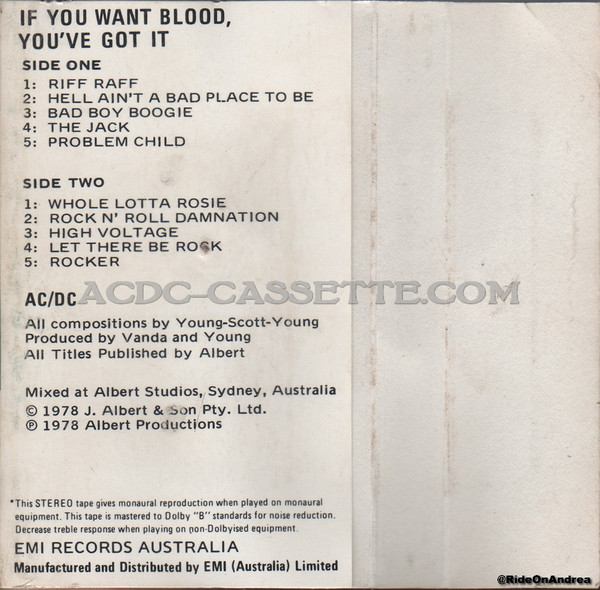 IF YOU WANT BLOOD,
YOU'VE GOT IT
SIDE ONE
1: RIFF RAFF
2: HELL AIN'T A BAD PLACE TO BE
3: BAD BOY BOOGIE
4: THE JACK
5: PROBLEM CHILD
SIDE TWO
1: WHOLE LOTTA ROSIE
2: ROCK N' ROLL DAMNATION
3: HIGH VOLTAGE
4: LET THERE BE ROCK
5: ROCKER
AC/DC
ACDC-CASSETTE.COM
All compositions by Young-Scott-Young
Produced by Vanda and Young
All Titles Published by Albert
Mixed at Albert Studios, Sydney, Australia
© 1978 J. Albert & Son Pty. Ltd.
℗ 1978 Albert Productions
*This STEREO tape gives monaural reproduction when played on monaural
equipment. This tape is mastered to Dolby "B" standards for noise reduction.
Decrease treble response when playing on non-Dolbyised equipment.
EMI RECORDS AUSTRALIA
Manufactured and Distributed by EMI (Australia) Limited
@RideOnAndrea